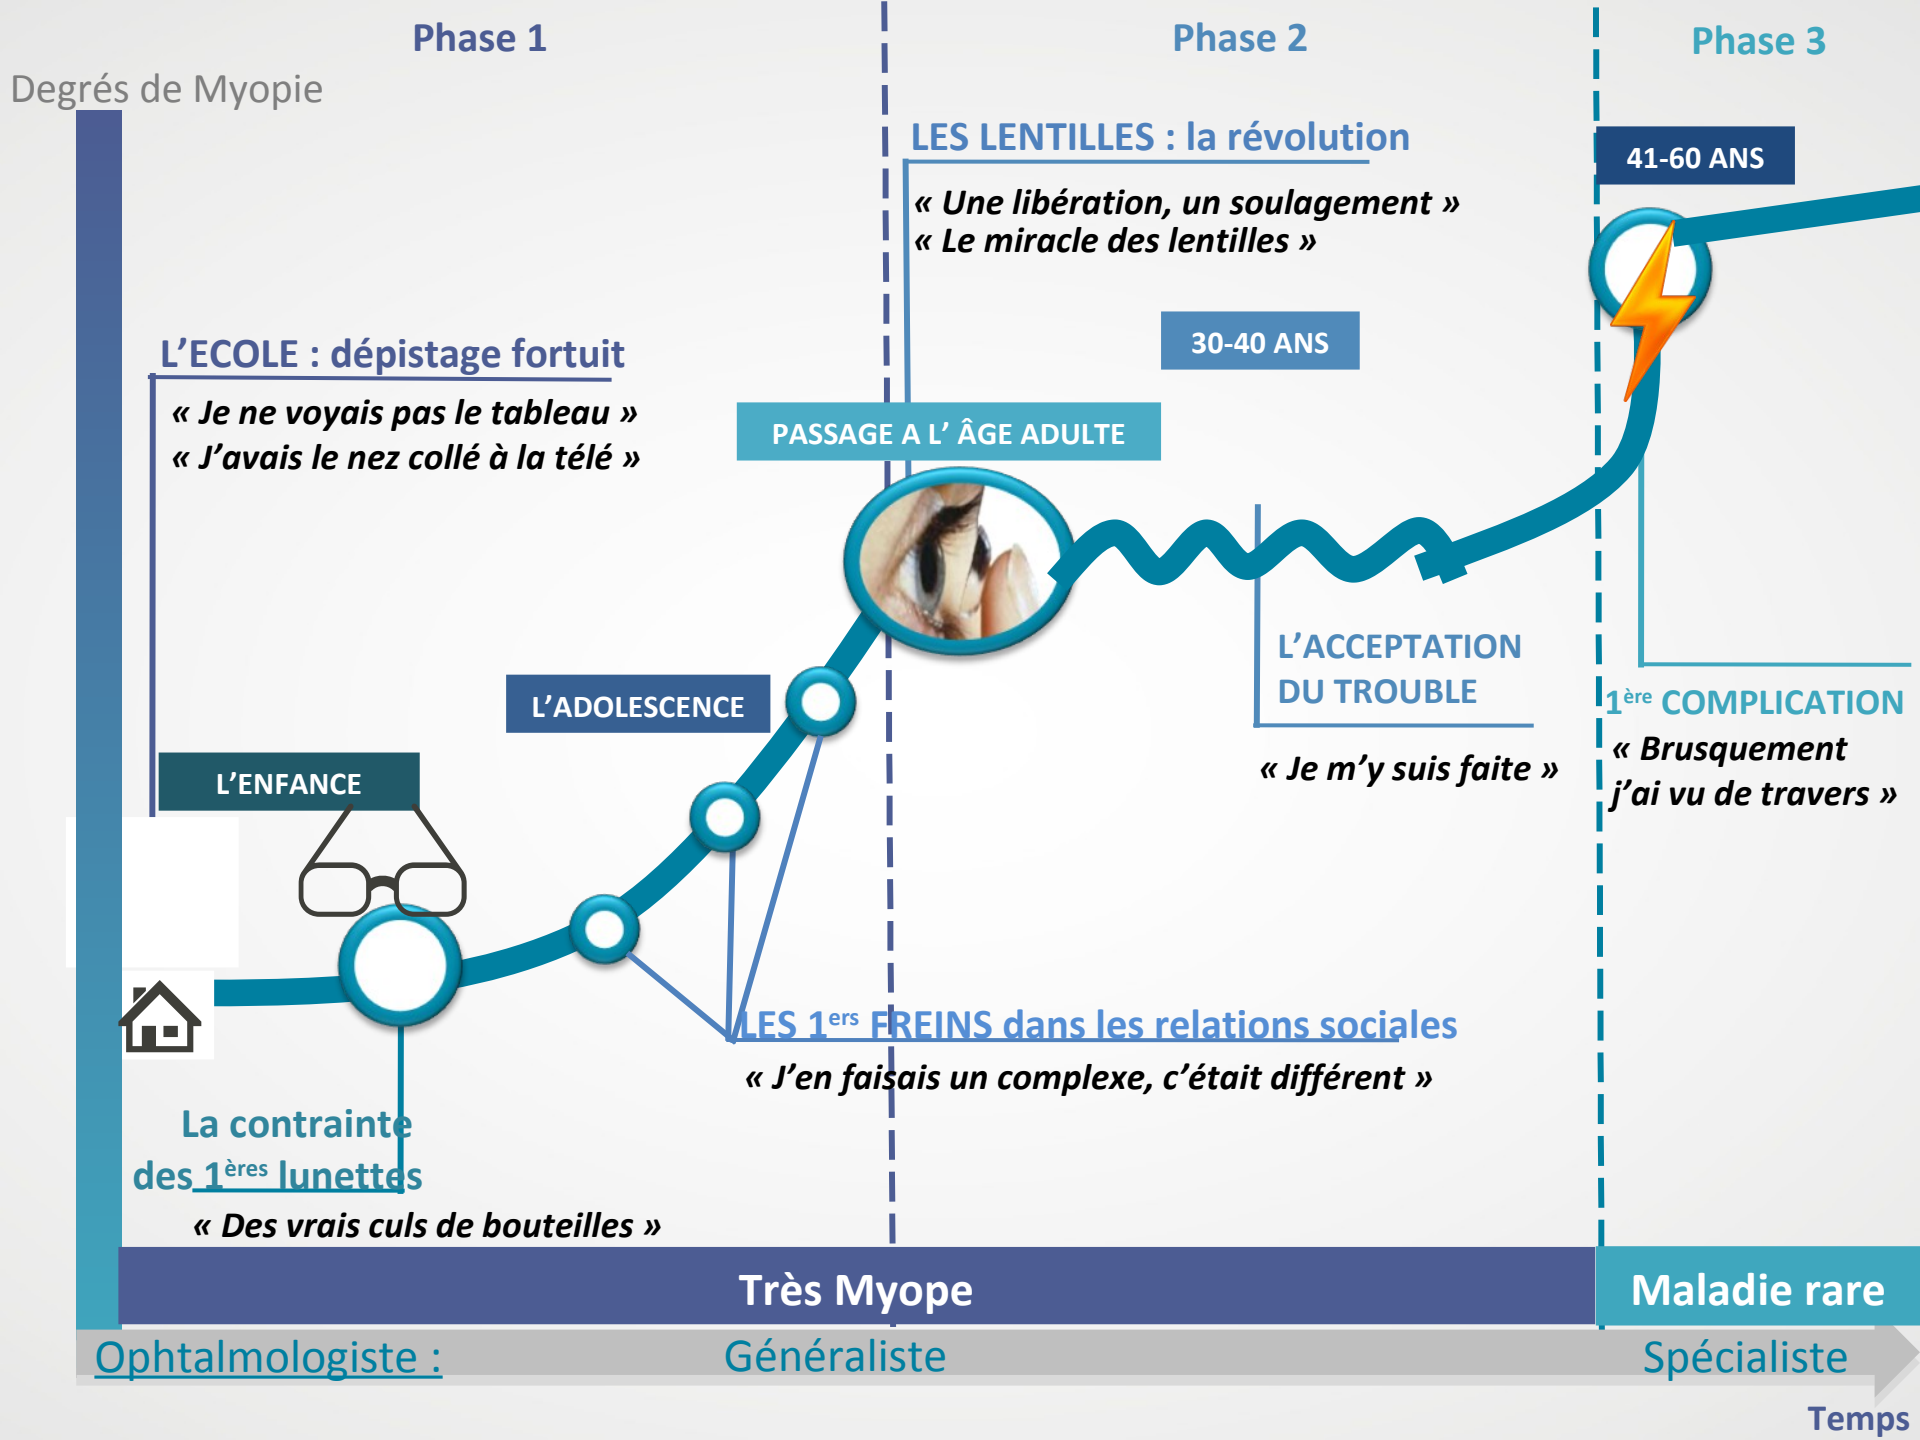 Phase 1
Phase 2
Phase 3
Degrés de Myopie
LES LENTILLES : la révolution
« Une libération, un soulagement »
« Le miracle des lentilles »
41-60 ANS
30-40 ANS
L’ECOLE : dépistage fortuit
« Je ne voyais pas le tableau »
« J’avais le nez collé à la télé »
PASSAGE A L’ ÂGE ADULTE
L’ACCEPTATION
DU TROUBLE
« Je m’y suis faite »
1ère COMPLICATION
« Brusquement
j’ai vu de travers »
L’ADOLESCENCE
L’ENFANCE
LES 1ers FREINS dans les relations sociales
« J’en faisais un complexe, c’était différent »
La contrainte
des 1ères lunettes
« Des vrais culs de bouteilles »
Très Myope
Maladie rare
Ophtalmologiste :
Généraliste
Spécialiste
Temps